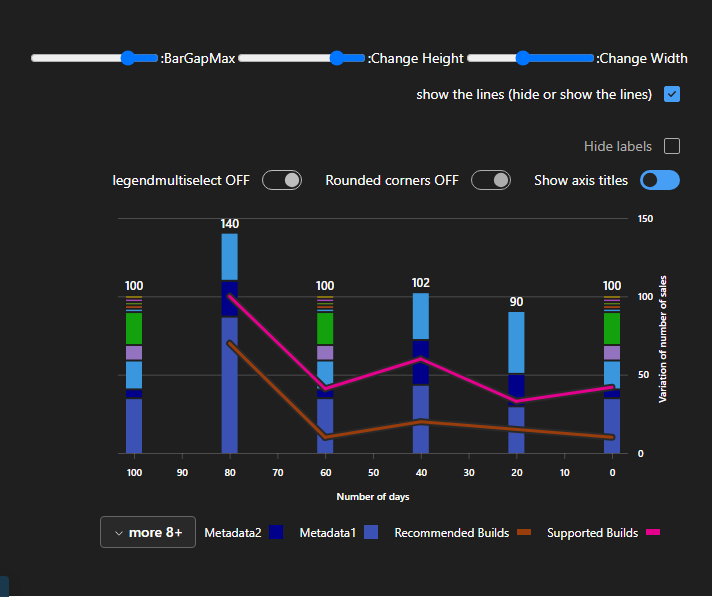 :BarGapMax :Change Height :Change Width
show the lines (hide or show the lines)
Hide labels
legendmultiselect OFF Rounded corners OFF Show axis titles
150
140
100 100 102 90 100
100
50
0
Variation of number of sales
100 90 80 70 60 50 40 30 20 10 0
Number of days
more 8+ Metadata2 Metadata1 Recommended Builds Supported Builds